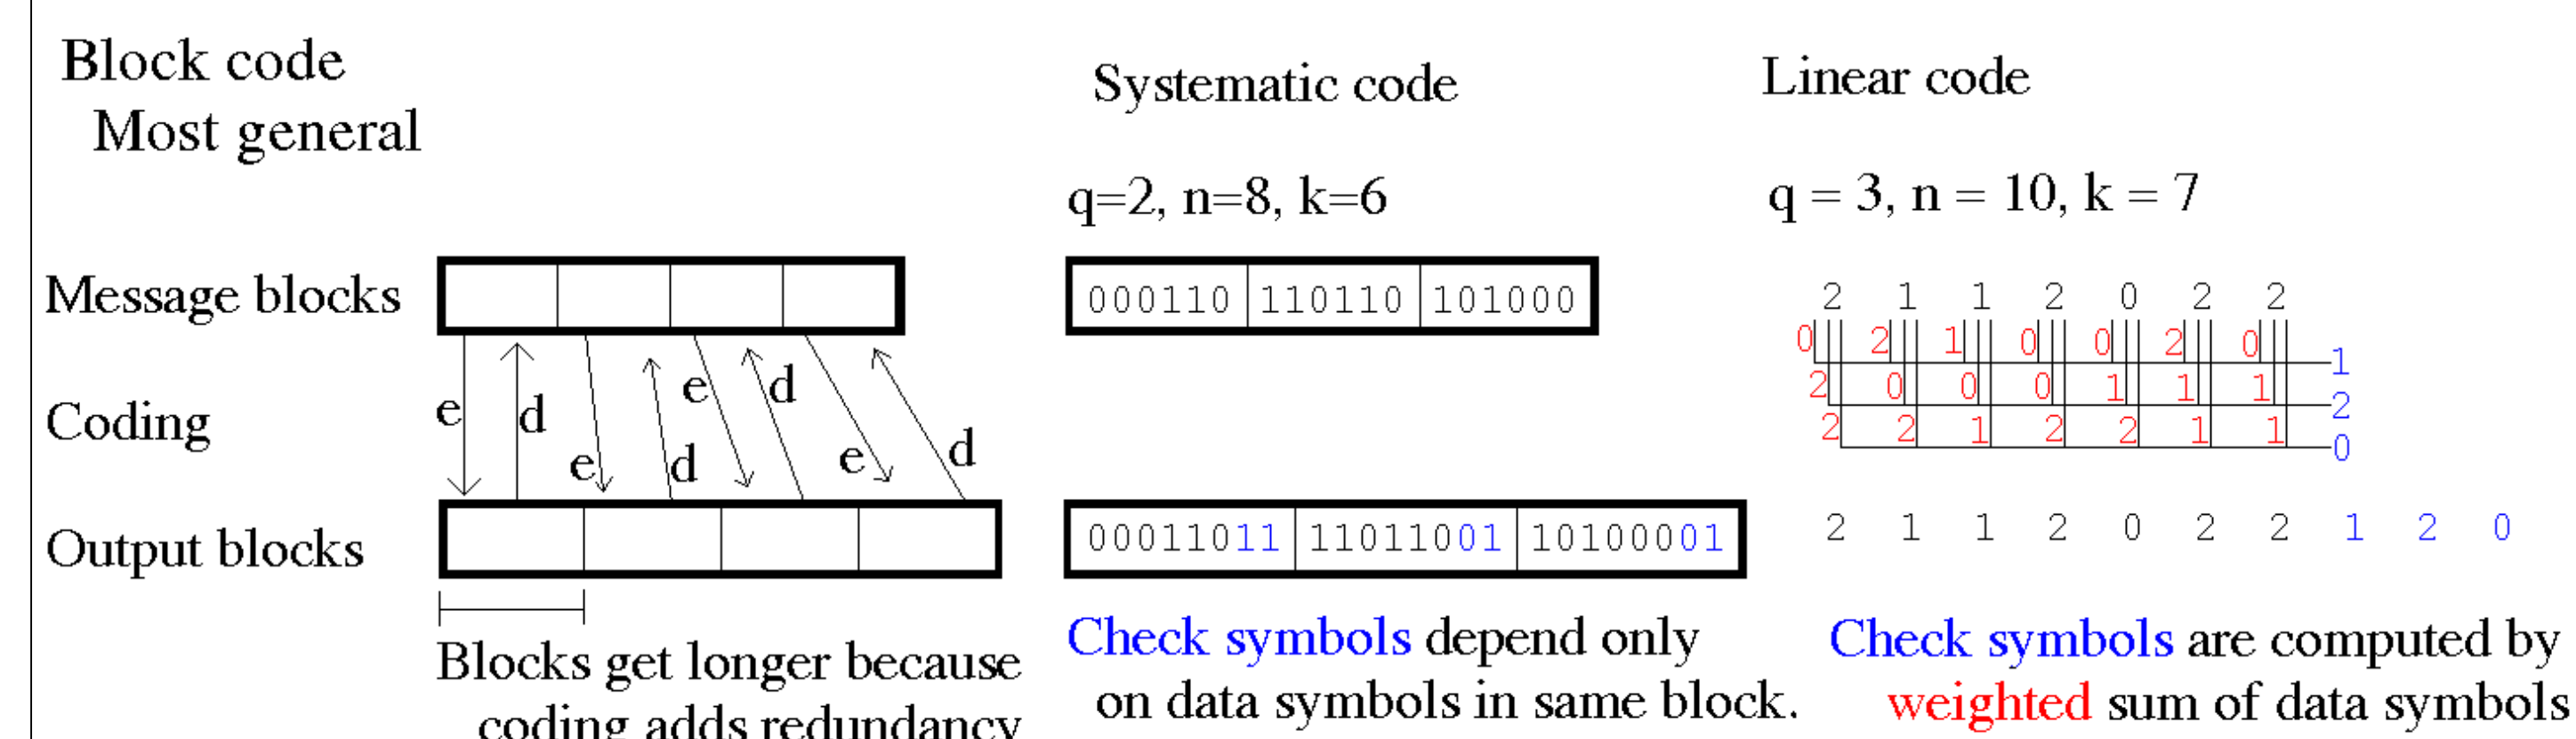 Block code
Most general
Systematic code
Linear code
q=2, n=8, k=6
q = 3, n = 10, k = 7
Message blocks
000110 110110 101000
2 1 1 2 0 2 2
0 2 1 0 0 2 0 1
2 0 0 0 1 1 1 2
2 2 1 2 2 1 1 0
Coding
e d e d e d e d
Output blocks
00011011 11011001 10100001
2 1 1 2 0 2 2 1 2 0
Blocks get longer because
coding adds redundancy
Check symbols depend only
on data symbols in same block.
Check symbols are computed by
weighted sum of data symbols